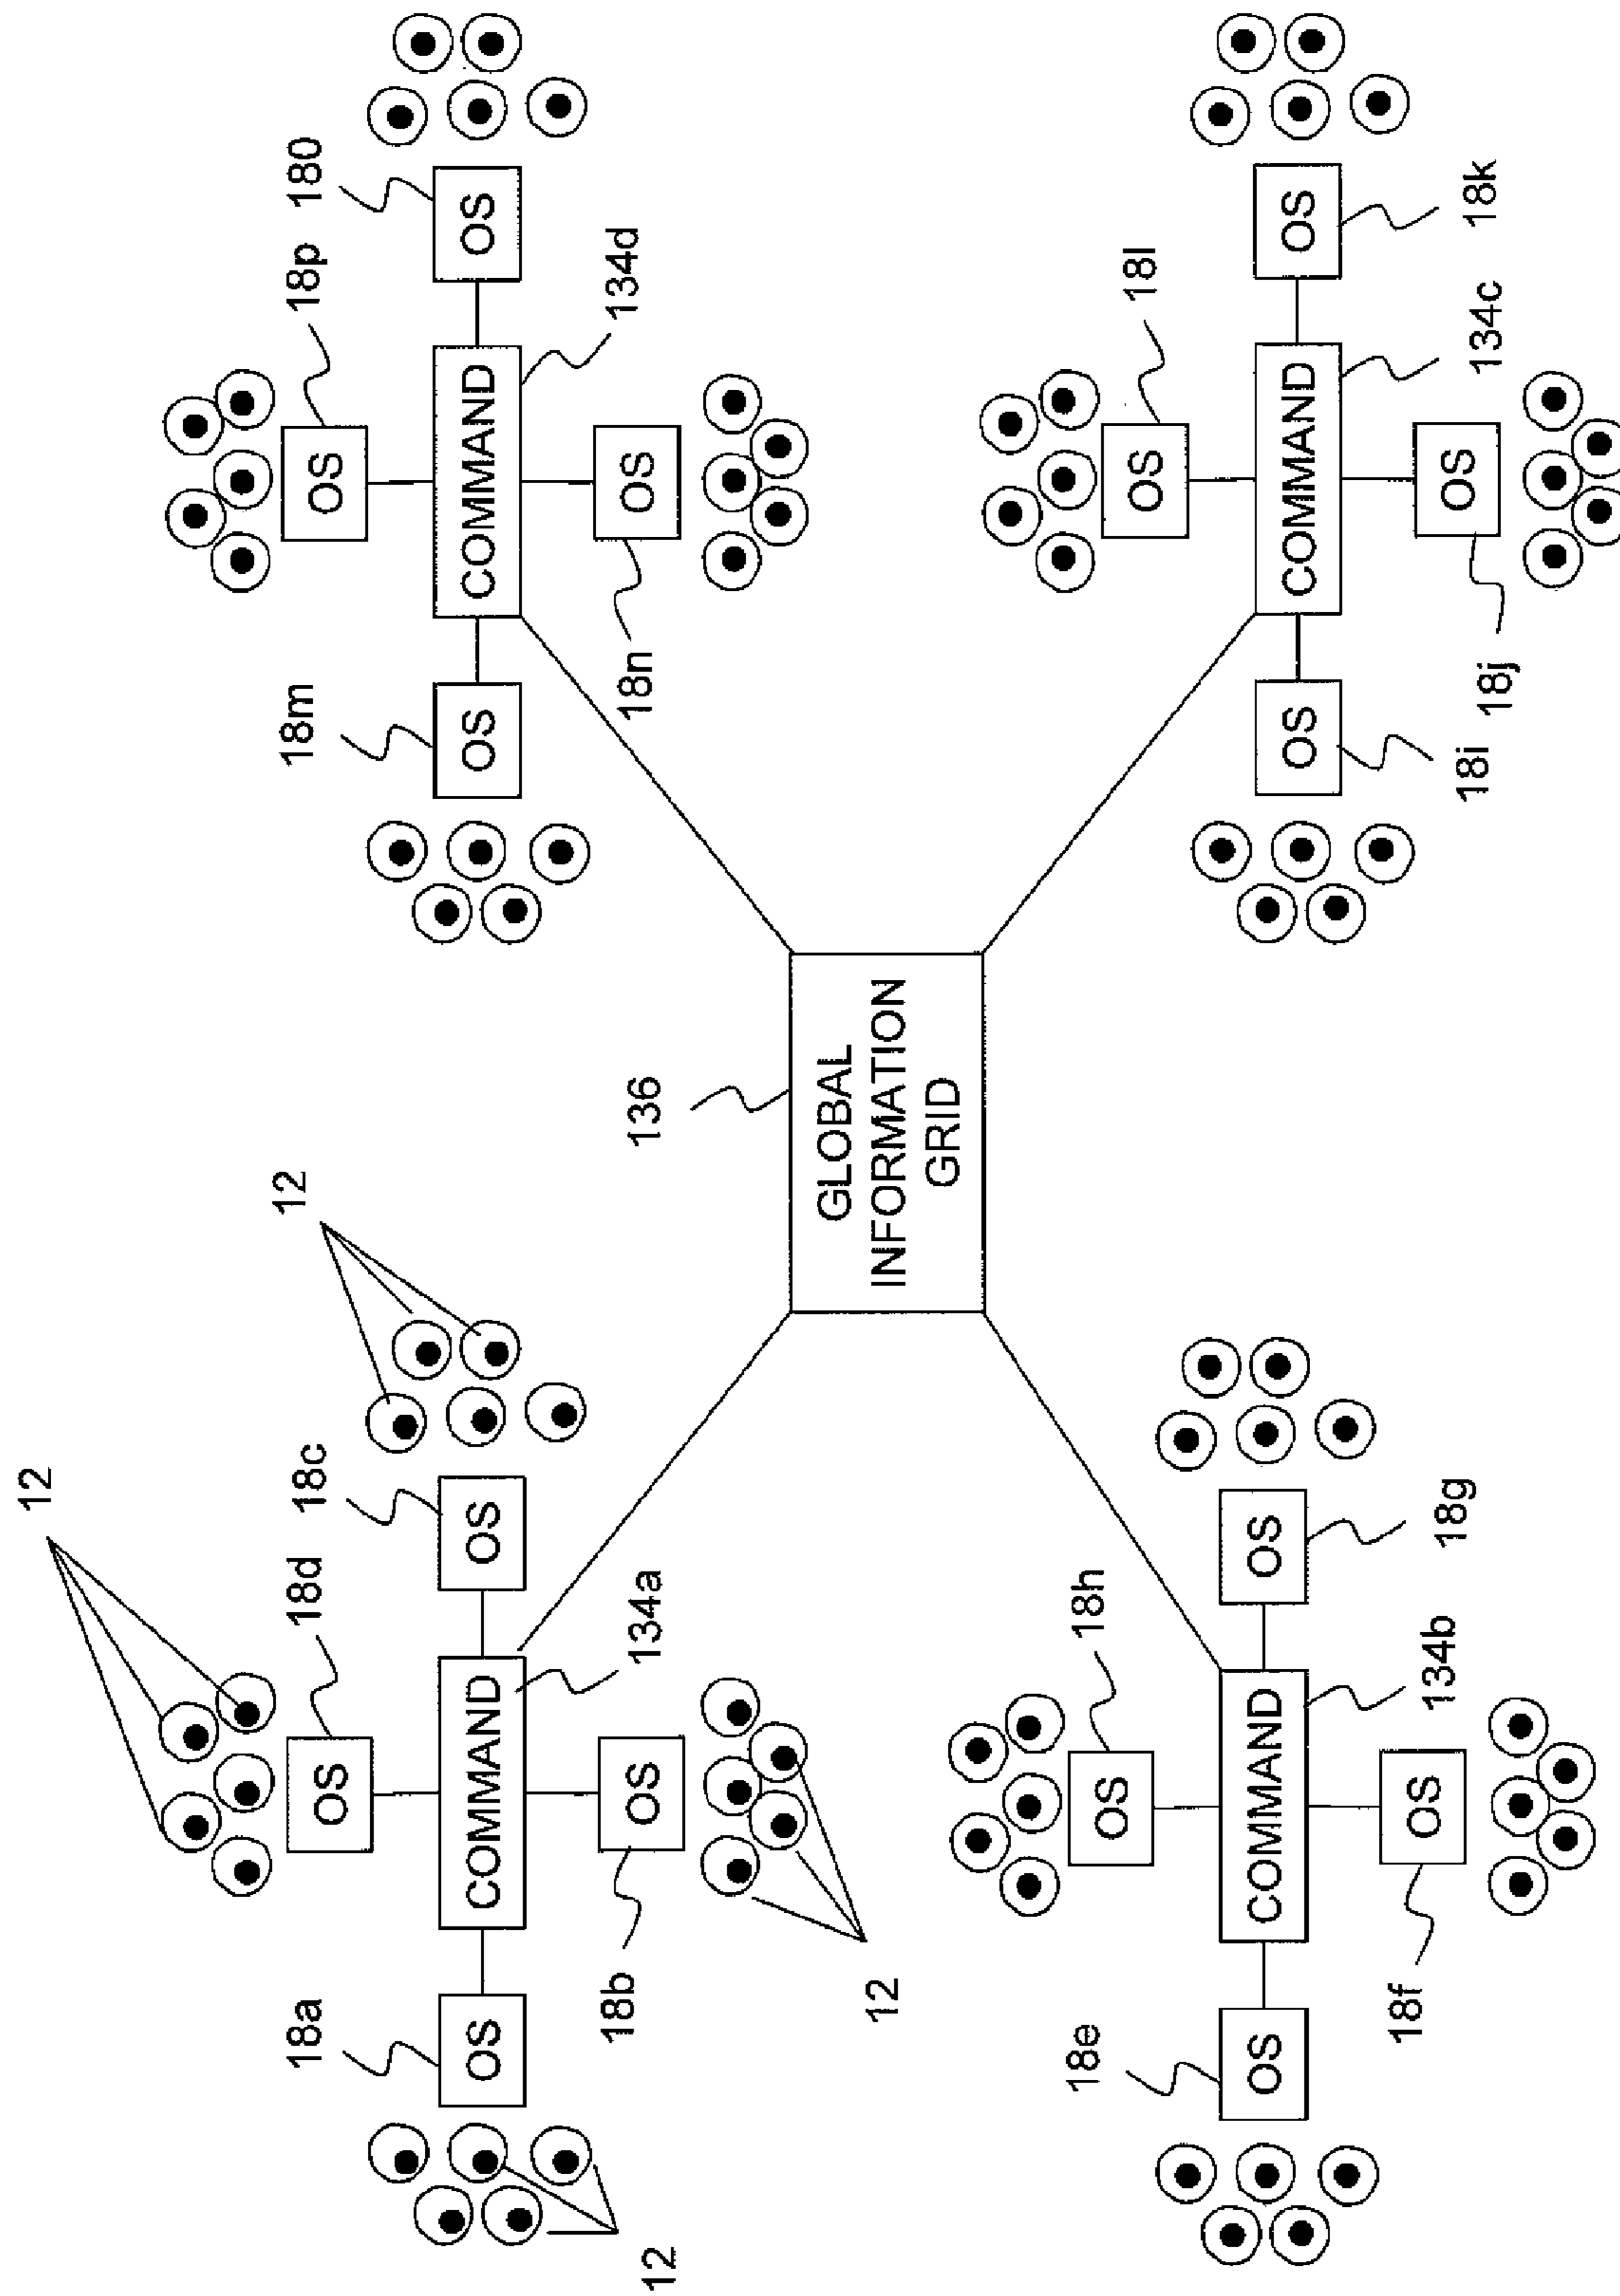 12
12
18a
18d
18c
18m
18p
180
OS
OS
OS
COMMAND
OS
OS
COMMAND
OS
18b
OS
134a
136
18n
OS
134d
12
12
GLOBAL
INFORMATION
GRID
18e
18h
OS
OS
18l
OS
COMMAND
OS
OS
COMMAND
OS
18f
OS
134b
18g
18i
18j
OS
134c
18k